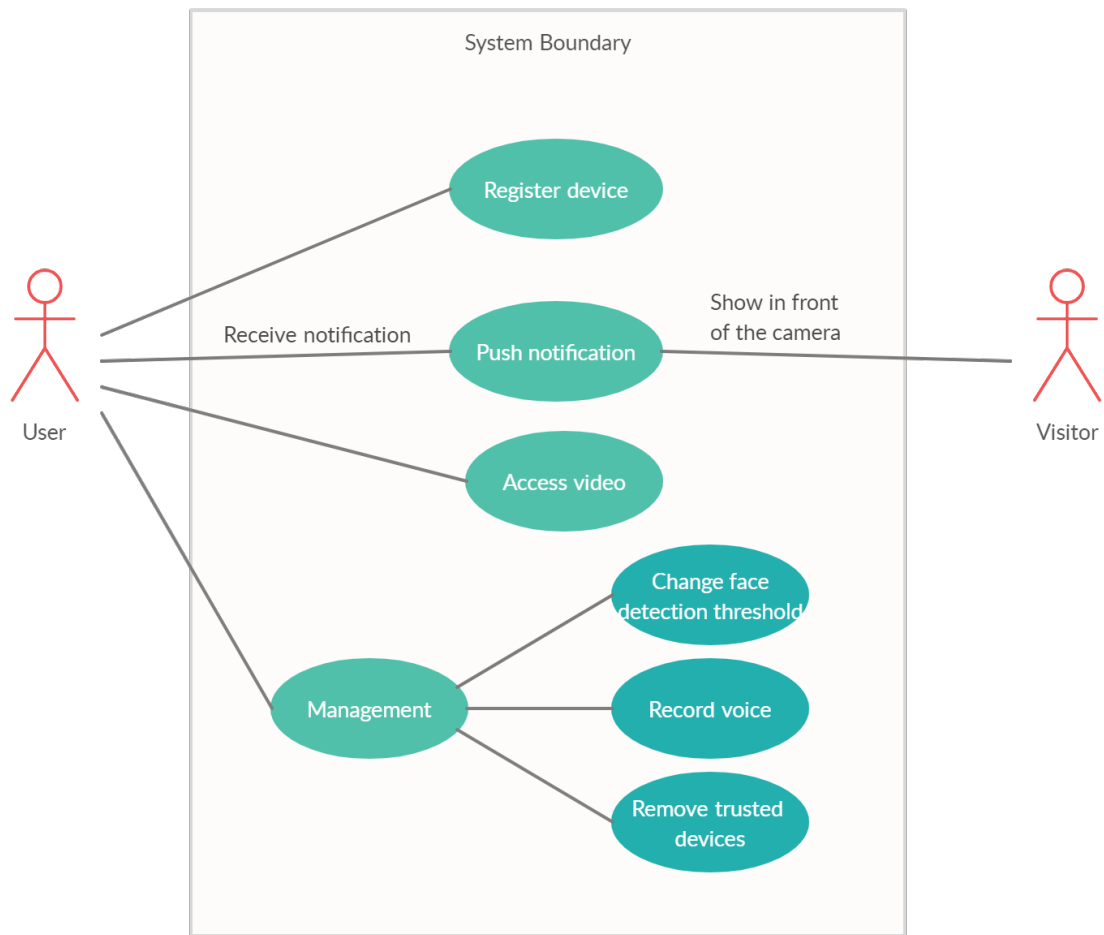 System Boundary
Register device
Show in front
of the camera
Receive notification
Push notification
User
Visitor
Access video
Change face
detection threshold
Management
Record voice
Remove trusted
devices